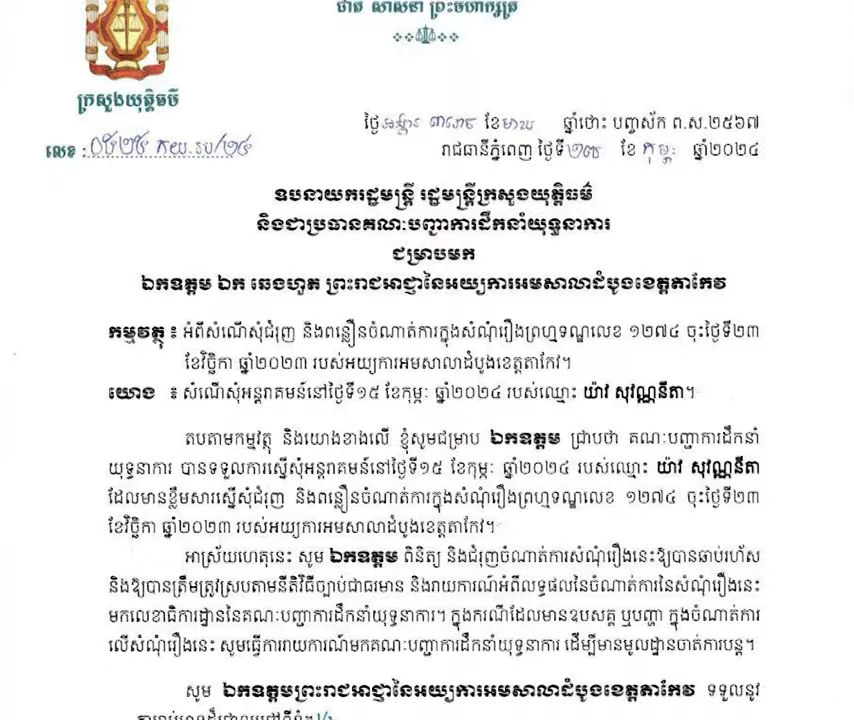 ជាតិ សាសនា ព្រះមហាក្សត្រ
ក្រសួងយុត្តិធម៌
លេខ : ០៥២៥ កយ.រប/២៤
ថ្ងៃអង្គារ ៣រោច ខែមាឃ ឆ្នាំថោះ បញ្ចស័ក ព.ស.២៥៦៧
រាជធានីភ្នំពេញ ថ្ងៃទី២៧ ខែ កុម្ភៈ ឆ្នាំ២០២៤
ឧបនាយករដ្ឋមន្ត្រី រដ្ឋមន្ត្រីក្រសួងយុត្តិធម៌
និងជាប្រធានគណៈបញ្ជាការដឹកនាំយុទ្ធនាការ
ជម្រាបមក
ឯកឧត្តម ឯក ឆេងហួត ព្រះរាជអាជ្ញានៃអយ្យការអមសាលាដំបូងខេត្តតាកែវ
កម្មវត្ថុ ៖ អំពីសំណើសុំជំរុញ និងពន្លឿនចំណាត់ការក្នុងសំណុំរឿងព្រហ្មទណ្ឌលេខ ១២៧៤ ចុះថ្ងៃទី២៣
ខែវិច្ឆិកា ឆ្នាំ២០២៣ របស់អយ្យការអមសាលាដំបូងខេត្តតាកែវ។
យោង ៖ សំណើសុំអន្តរាគមន៍នៅថ្ងៃទី១៥ ខែកុម្ភៈ ឆ្នាំ២០២៤ របស់ឈ្មោះ យ៉ាវ សុវណ្ណនីតា។
តបតាមកម្មវត្ថុ និងយោងខាងលើ ខ្ញុំសូមជម្រាប ឯកឧត្តម ជ្រាបថា គណៈបញ្ជាការដឹកនាំ
យុទ្ធនាការ បានទទួលការស្នើសុំអន្តរាគមន៍នៅថ្ងៃទី១៥ ខែកុម្ភៈ ឆ្នាំ២០២៤ របស់ឈ្មោះ យ៉ាវ សុវណ្ណនីតា
ដែលមានខ្លឹមសារស្នើសុំជំរុញ និងពន្លឿនចំណាត់ការក្នុងសំណុំរឿងព្រហ្មទណ្ឌលេខ ១២៧៤ ចុះថ្ងៃទី២៣
ខែវិច្ឆិកា ឆ្នាំ២០២៣ របស់អយ្យការអមសាលាដំបូងខេត្តតាកែវ។
អាស្រ័យហេតុនេះ សូម ឯកឧត្តម ពិនិត្យ និងជំរុញចំណាត់ការសំណុំរឿងនេះឱ្យបានឆាប់រហ័ស
និងឱ្យបានត្រឹមត្រូវស្របតាមនីតិវិធីច្បាប់ជាធរមាន និងរាយការណ៍អំពីលទ្ធផលនៃចំណាត់ការនៃសំណុំរឿងនេះ
មកលេខាធិការដ្ឋាននៃគណៈបញ្ជាការដឹកនាំយុទ្ធនាការ។ ក្នុងករណីដែលមានឧបសគ្គ ឬបញ្ហា ក្នុងចំណាត់ការ
លើសំណុំរឿងនេះ សូមធ្វើការរាយការណ៍មកគណៈបញ្ជាការដឹកនាំយុទ្ធនាការ ដើម្បីមានមូលដ្ឋានចាត់ការបន្ត។
សូម ឯកឧត្តមព្រះរាជអាជ្ញានៃអយ្យការអមសាលាដំបូងខេត្តតាកែវ ទទួលនូវ